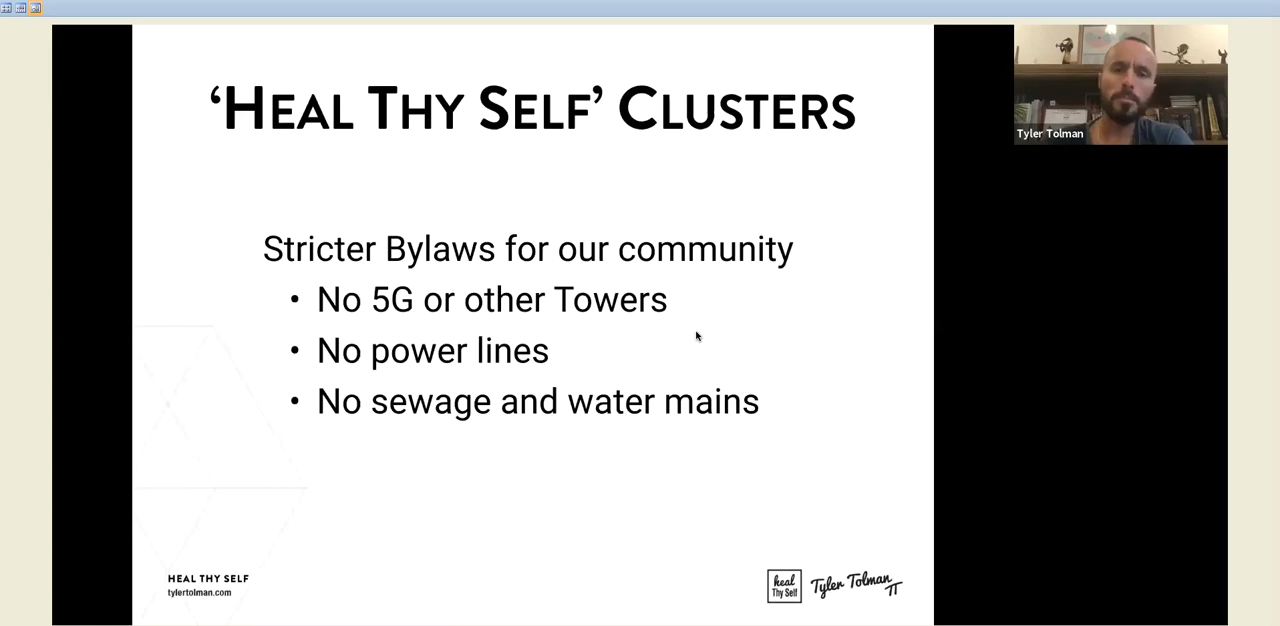 ‘HEAL THY SELF’ CLUSTERS
Tyler Tolman
Stricter Bylaws for our community
• No 5G or other Towers
• No power lines
• No sewage and water mains
HEAL THY SELF
tylertolman.com
heal
Thy Self
Tyler Tolman
TT